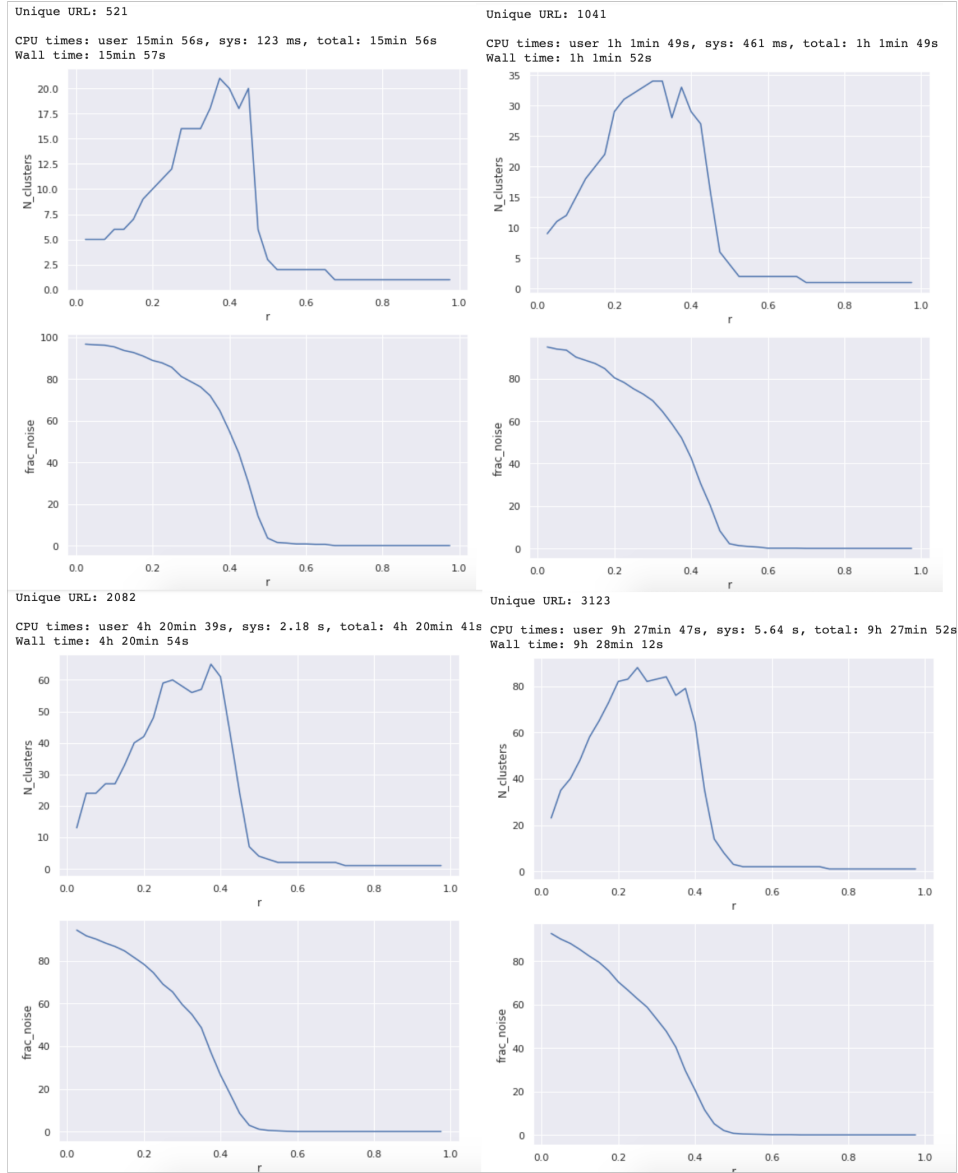 Unique URL: 521
CPU times: user 15min 56s, sys: 123 ms, total: 15min 56s
Wall time: 15min 57s
N_clusters
20.0
17.5
15.0
12.5
10.0
7.5
5.0
2.5
0.0
0.0 0.2 0.4 0.6 0.8 1.0
r
frac_noise
100
80
60
40
20
0
0.0 0.2 0.4 0.6 0.8 1.0
r
Unique URL: 1041
CPU times: user 1h 1min 49s, sys: 461 ms, total: 1h 1min 49s
Wall time: 1h 1min 52s
N_clusters
35
30
25
20
15
10
5
0
0.0 0.2 0.4 0.6 0.8 1.0
r
frac_noise
80
60
40
20
0
0.0 0.2 0.4 0.6 0.8 1.0
r
Unique URL: 2082
CPU times: user 4h 20min 39s, sys: 2.18 s, total: 4h 20min 41s
Wall time: 4h 20min 54s
N_clusters
60
50
40
30
20
10
0
0.0 0.2 0.4 0.6 0.8 1.0
r
frac_noise
80
60
40
20
0
0.0 0.2 0.4 0.6 0.8 1.0
r
Unique URL: 3123
CPU times: user 9h 27min 47s, sys: 5.64 s, total: 9h 27min 52s
Wall time: 9h 28min 12s
N_clusters
80
60
40
20
0
0.0 0.2 0.4 0.6 0.8 1.0
r
frac_noise
80
60
40
20
0
0.0 0.2 0.4 0.6 0.8 1.0
r